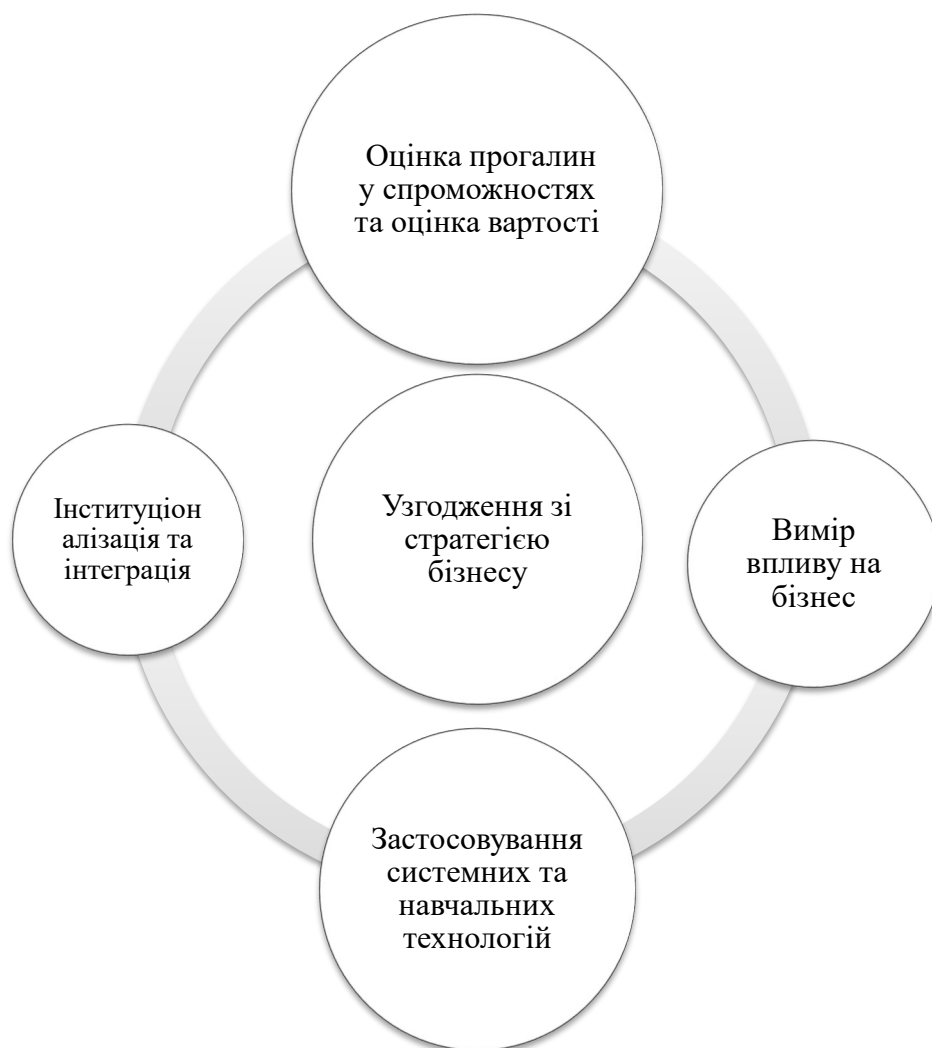 Оцінка прогалин
у спроможностях
та оцінка вартості
Інституціон
алізація та
інтеграція
Узгодження зі
стратегією
бізнесу
Вимір
впливу на
бізнес
Застосовування
системних та
навчальних
технологій